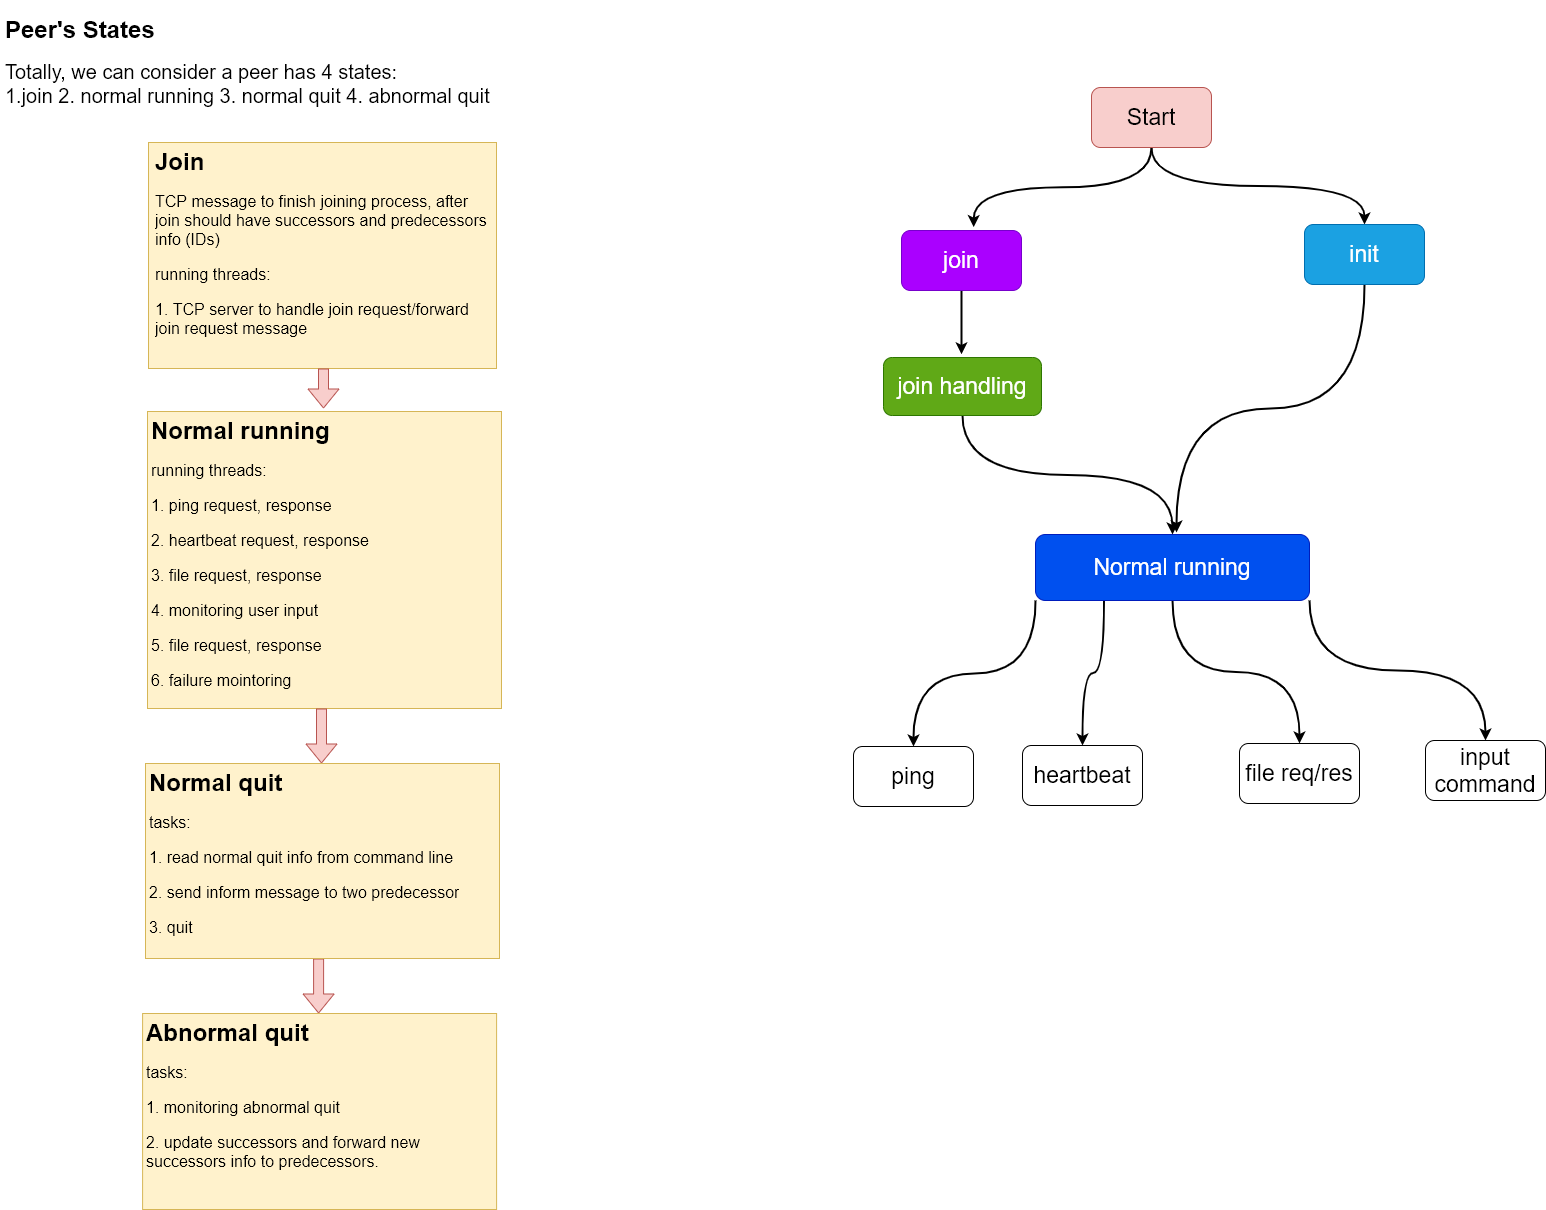 Peer's States
Totally, we can consider a peer has 4 states:
1.join 2. normal running 3. normal quit 4. abnormal quit
Join
TCP message to finish joining process, after
join should have successors and predecessors
info (IDs)
running threads:
1. TCP server to handle join request/forward
join request message
Normal running
running threads:
1. ping request, response
2. heartbeat request, response
3. file request, response
4. monitoring user input
5. file request, response
6. failure mointoring
Normal quit
tasks:
1. read normal quit info from command line
2. send inform message to two predecessor
3. quit
Abnormal quit
tasks:
1. monitoring abnormal quit
2. update successors and forward new
successors info to predecessors.
Start
join
init
join handling
Normal running
ping
heartbeat
file req/res
input
command